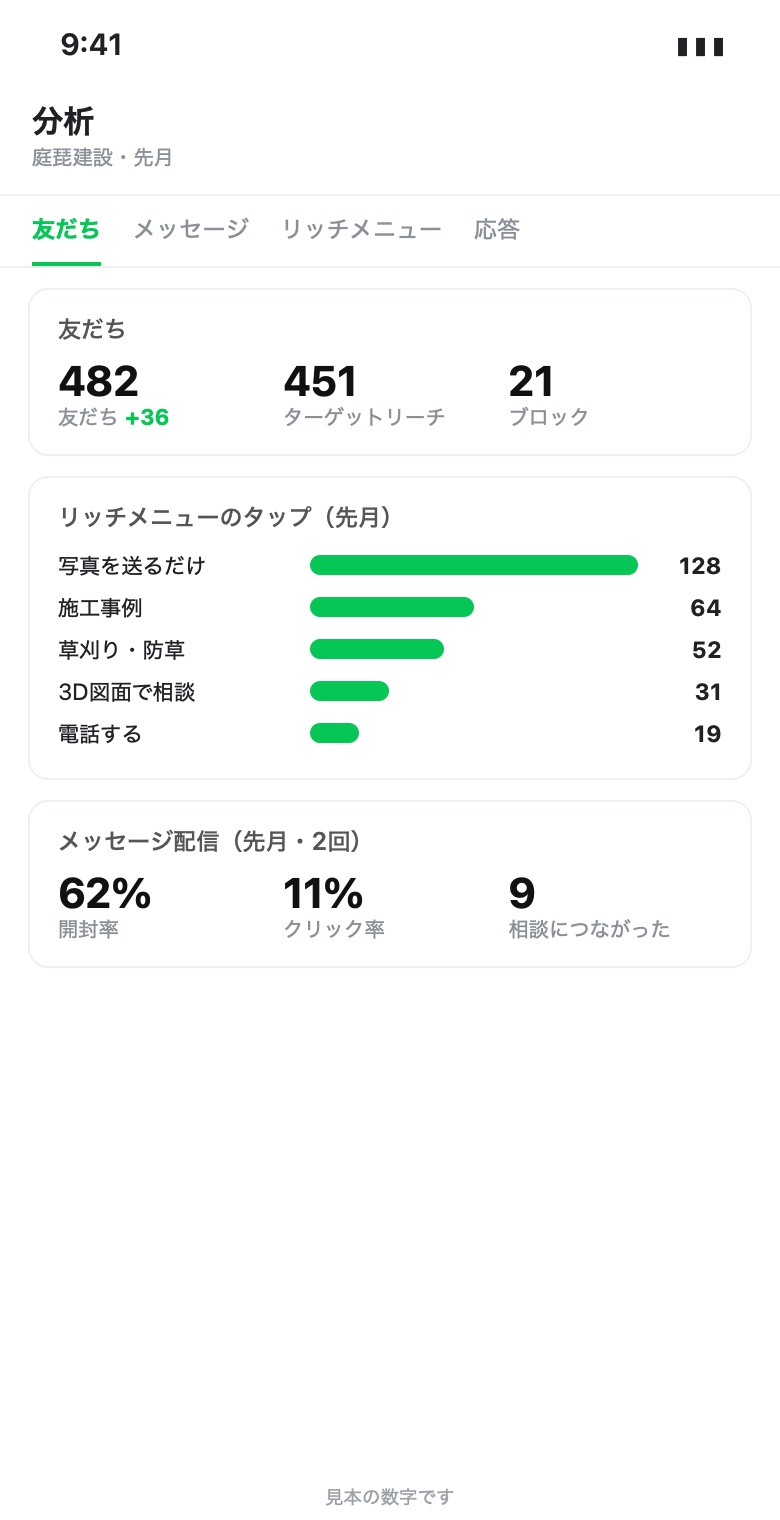 9:41
分析
庭琵建設・先月
友だち メッセージ リッチメニュー 応答
友だち
482 451 21
友だち +36 ターゲットリーチ ブロック
リッチメニューのタップ（先月）
写真を送るだけ 128
施工事例 64
草刈り・防草 52
3D図面で相談 31
電話する 19
メッセージ配信（先月・2回）
62% 11% 9
開封率 クリック率 相談につながった
見本の数字です